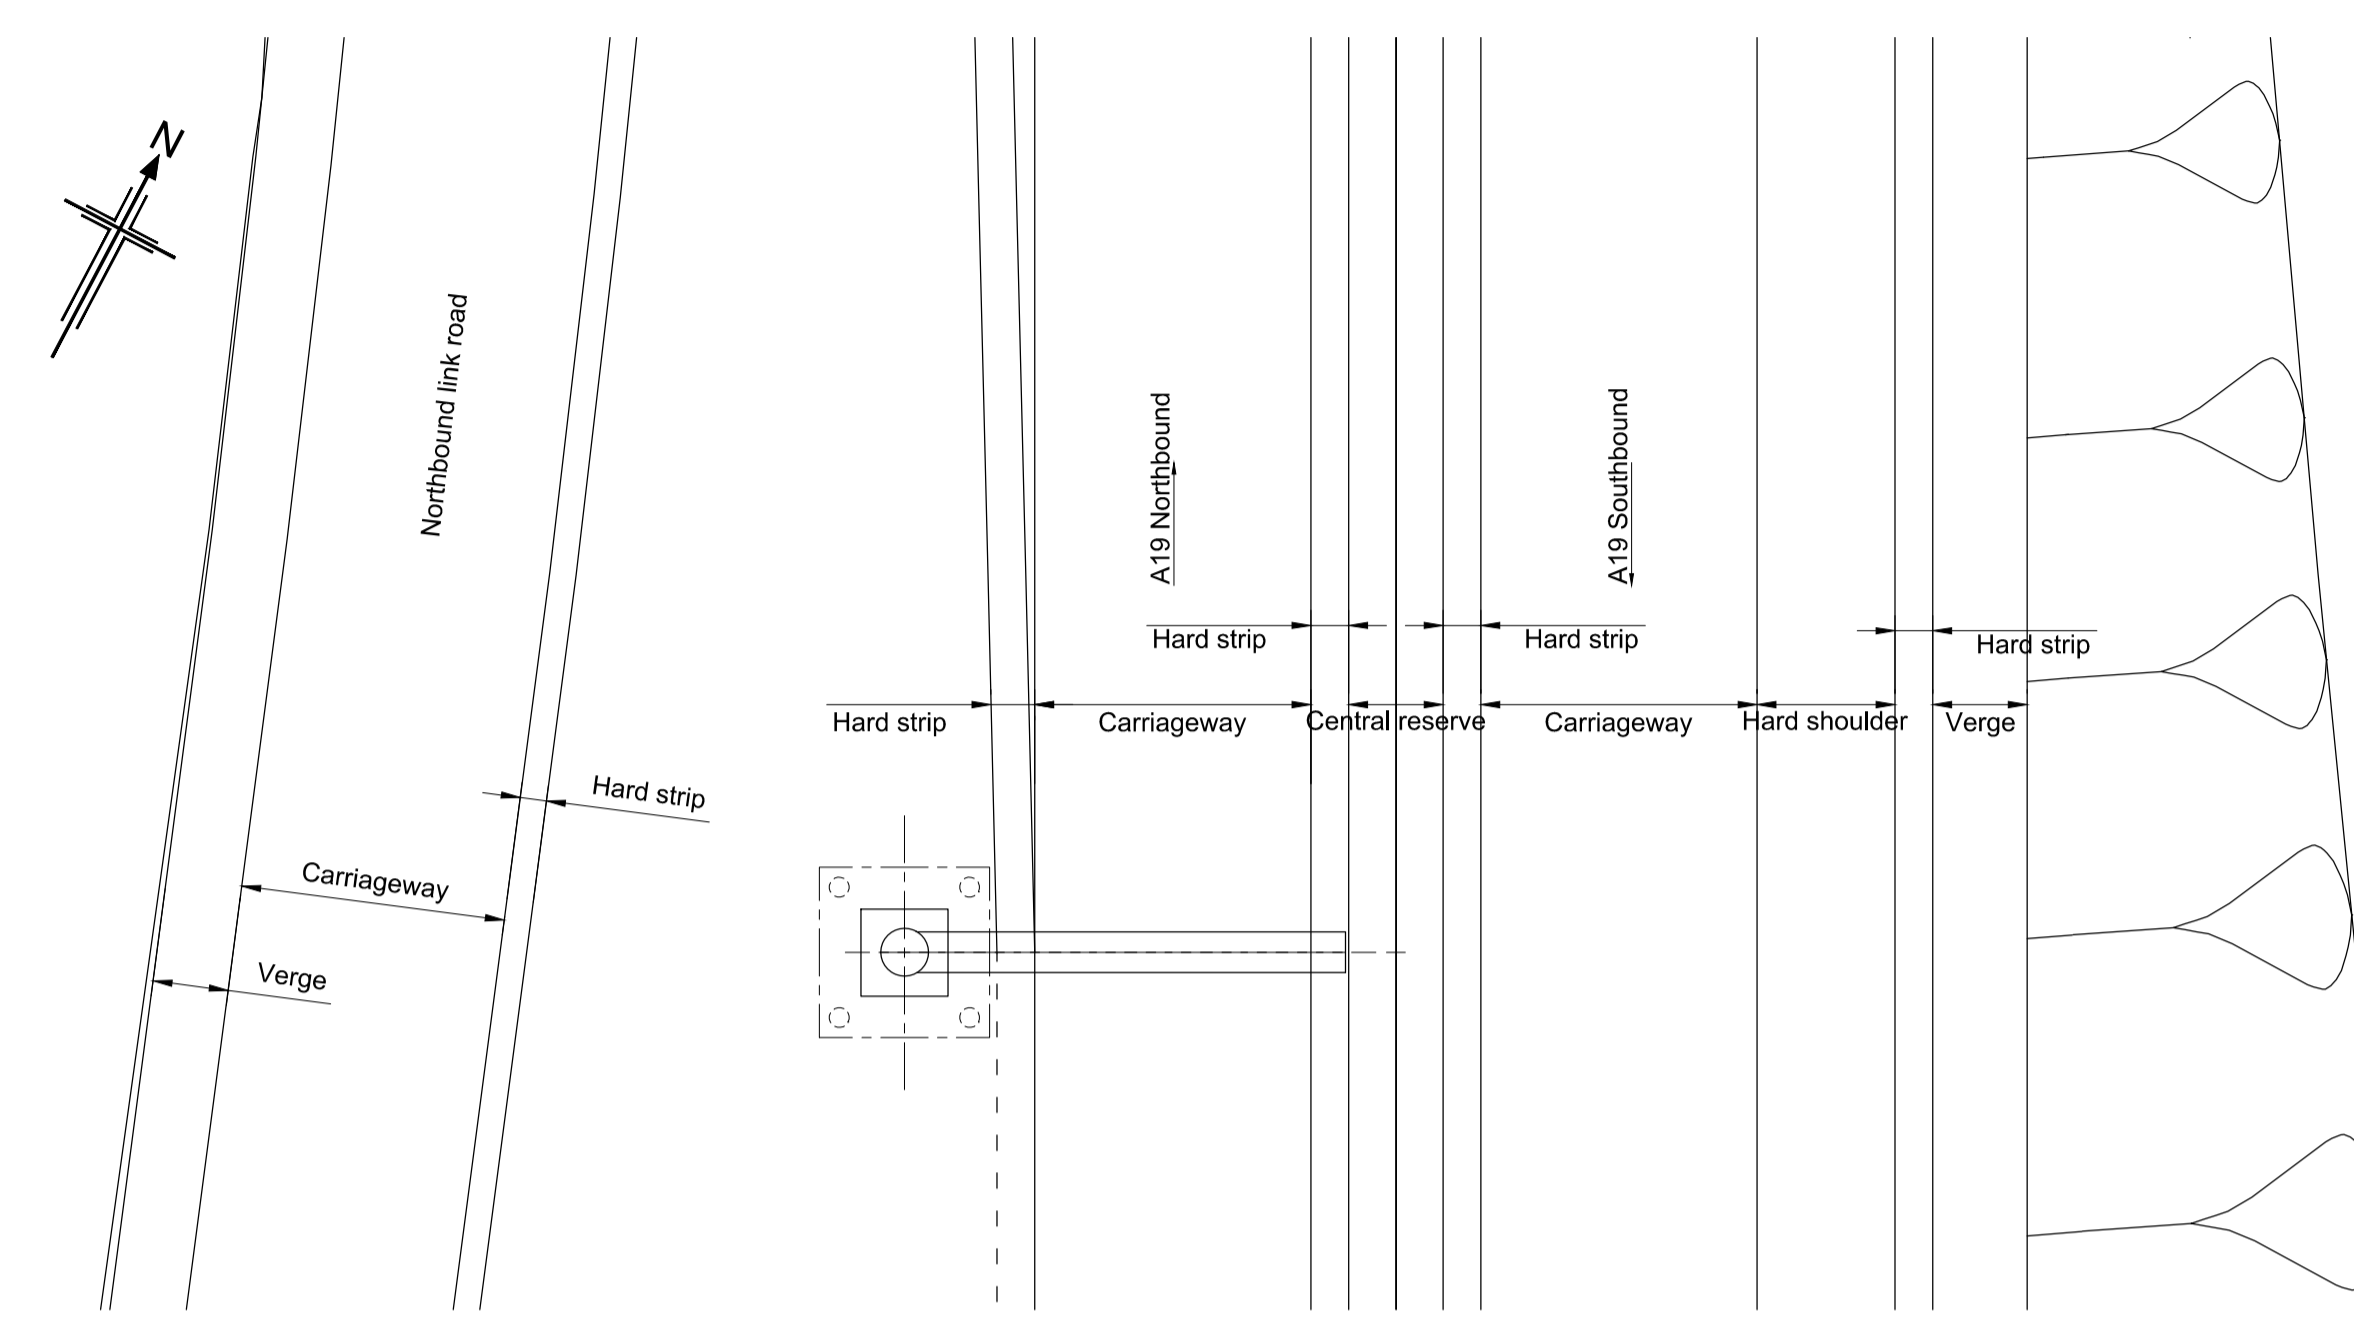 N
Northbound link road
A19 Northbound
A19 Southbound
Hard strip
Hard strip
Hard strip
Hard strip
Carriageway
Central reserve
Carriageway
Hard shoulder
Verge
Hard strip
Carriageway
Verge